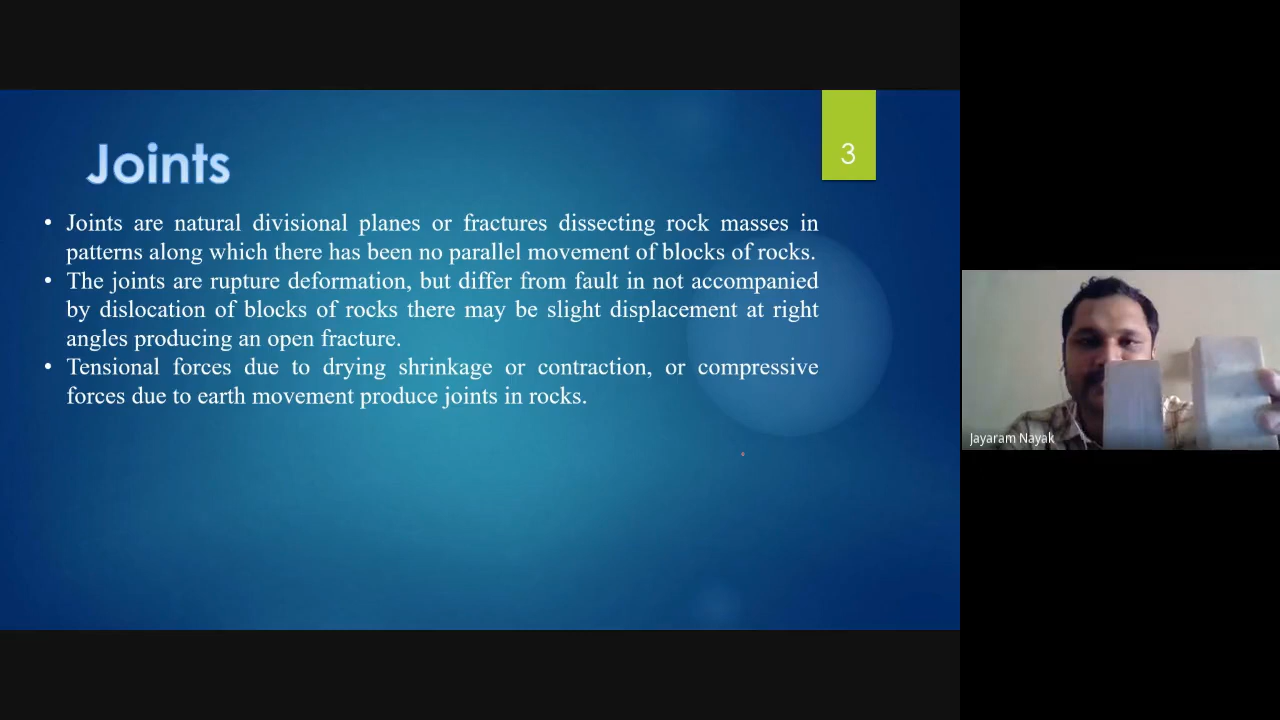 3
Joints
• Joints are natural divisional planes or fractures dissecting rock masses in
patterns along which there has been no parallel movement of blocks of rocks.
• The joints are rupture deformation, but differ from fault in not accompanied
by dislocation of blocks of rocks there may be slight displacement at right
angles producing an open fracture.
• Tensional forces due to drying shrinkage or contraction, or compressive
forces due to earth movement produce joints in rocks.
Jayaram Nayak